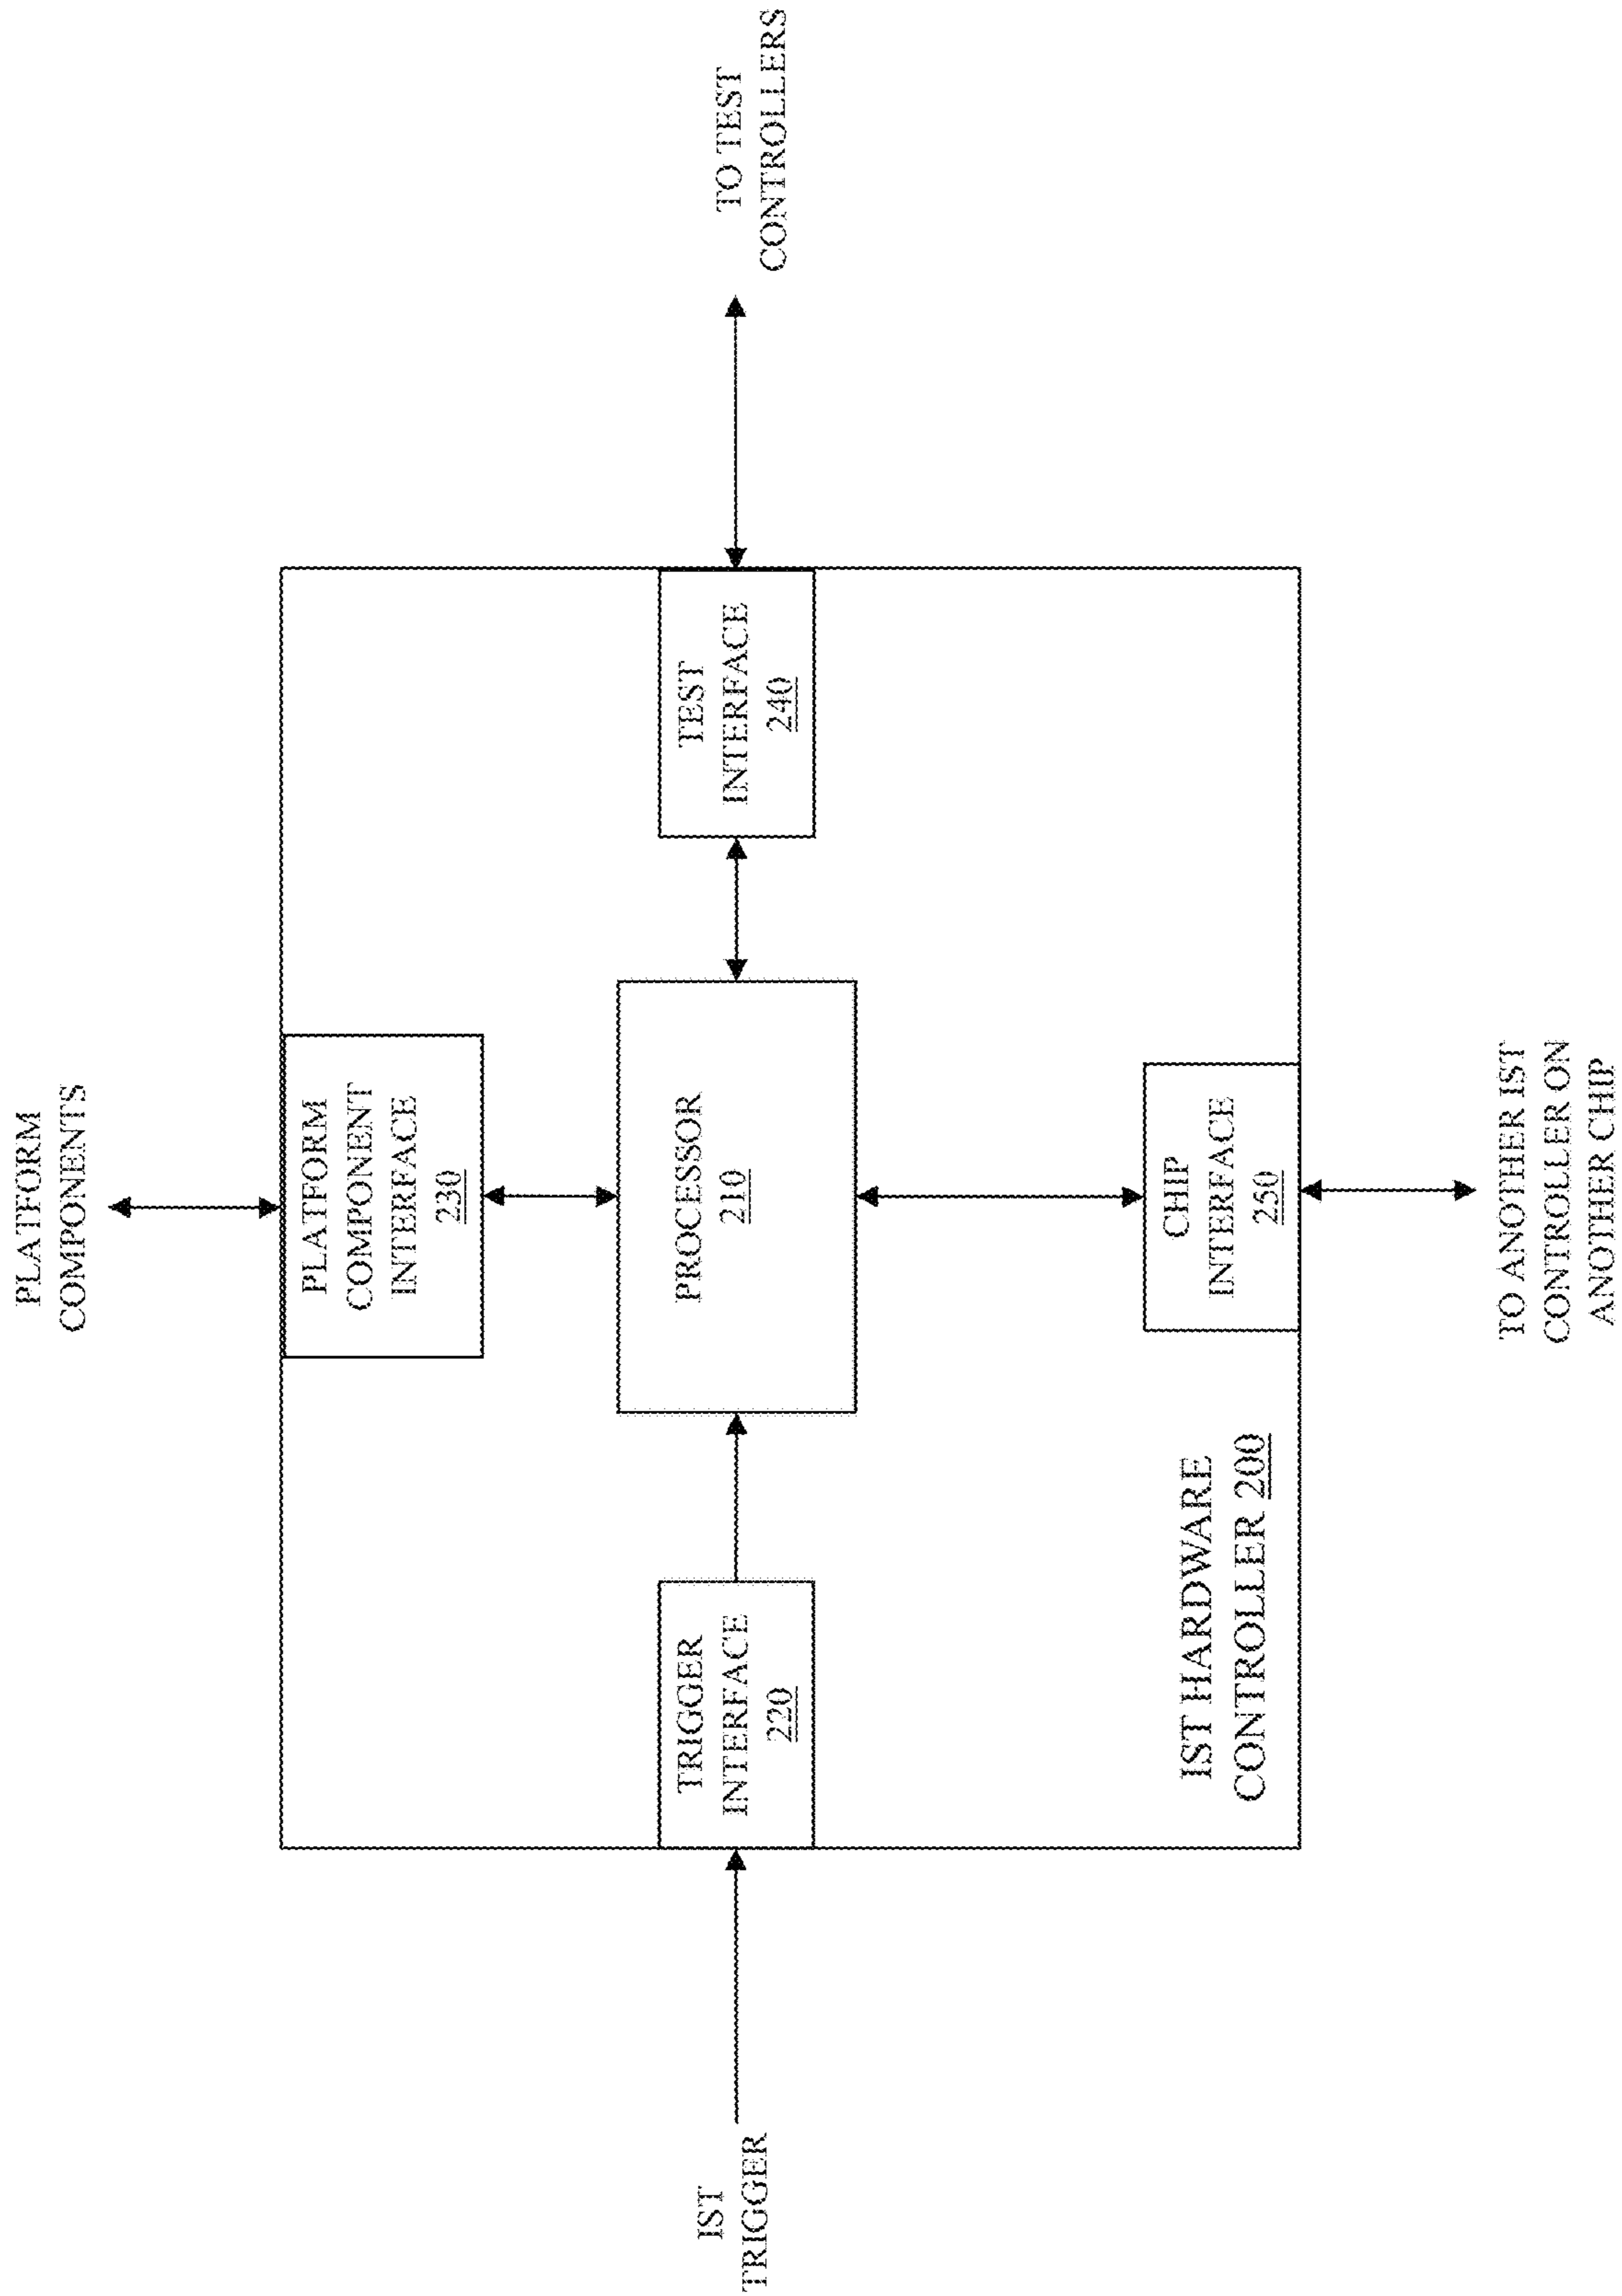 PLATFORM
COMPONENTS
PLATFORM
COMPONENT
INTERFACE
230
IST
TRIGGER
TRIGGER
INTERFACE
220
PROCESSOR
210
TEST
INTERFACE
240
TO TEST
CONTROLLERS
CHIP
INTERFACE
250
IST HARDWARE
CONTROLLER 200
TO ANOTHER IST
CONTROLLER ON
ANOTHER CHIP